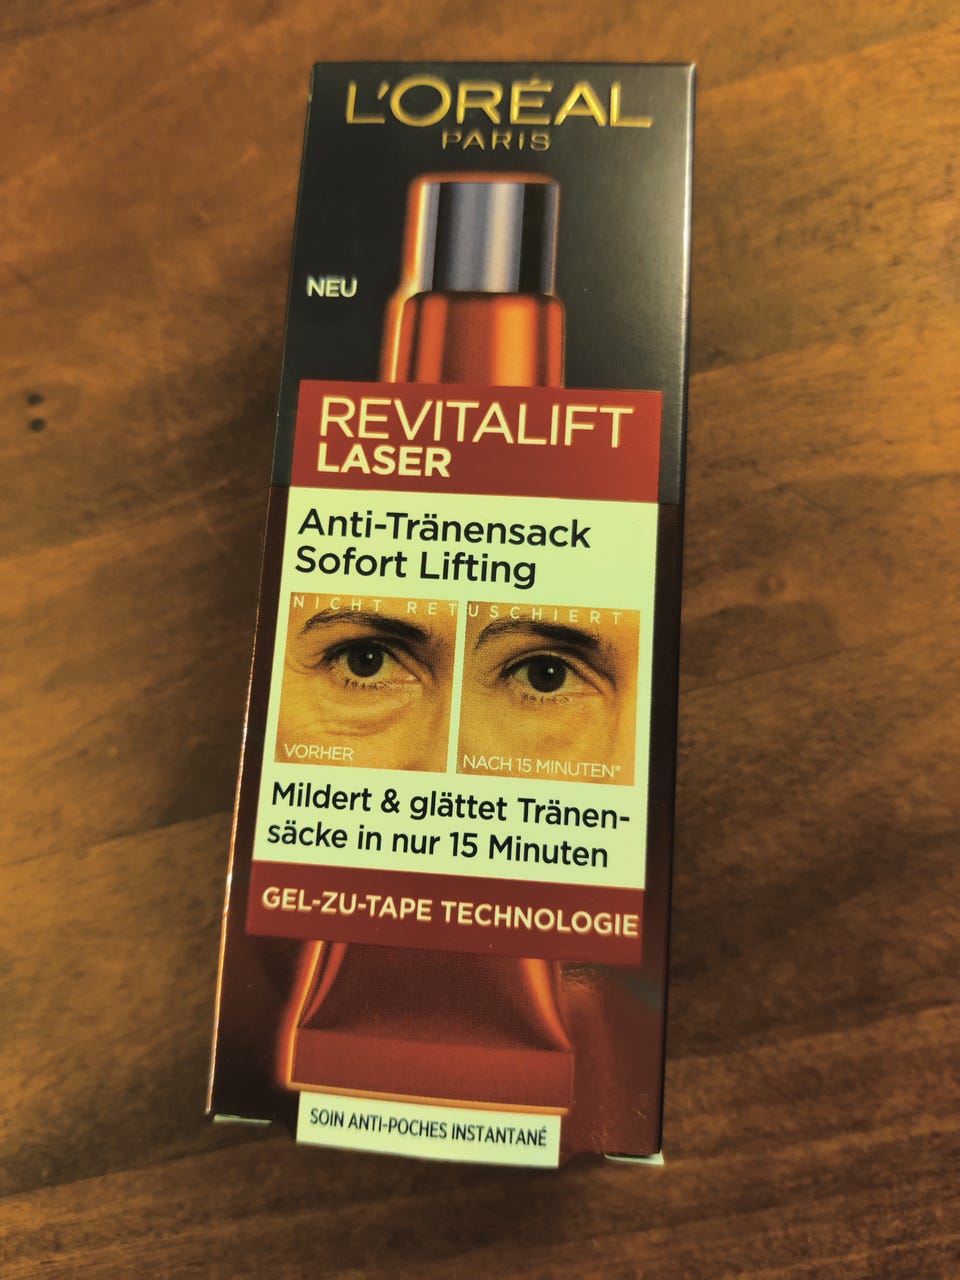 L'ORÉAL
PARIS
NEU
REVITALIFT
LASER
Anti-Tränensack
Sofort Lifting
NICHT RETUSCHIERT
VORHER
NACH 15 MINUTEN*
Mildert & glättet Tränen-
säcke in nur 15 Minuten
GEL-ZU-TAPE TECHNOLOGIE
SOIN ANTI-POCHES INSTANTANÉ